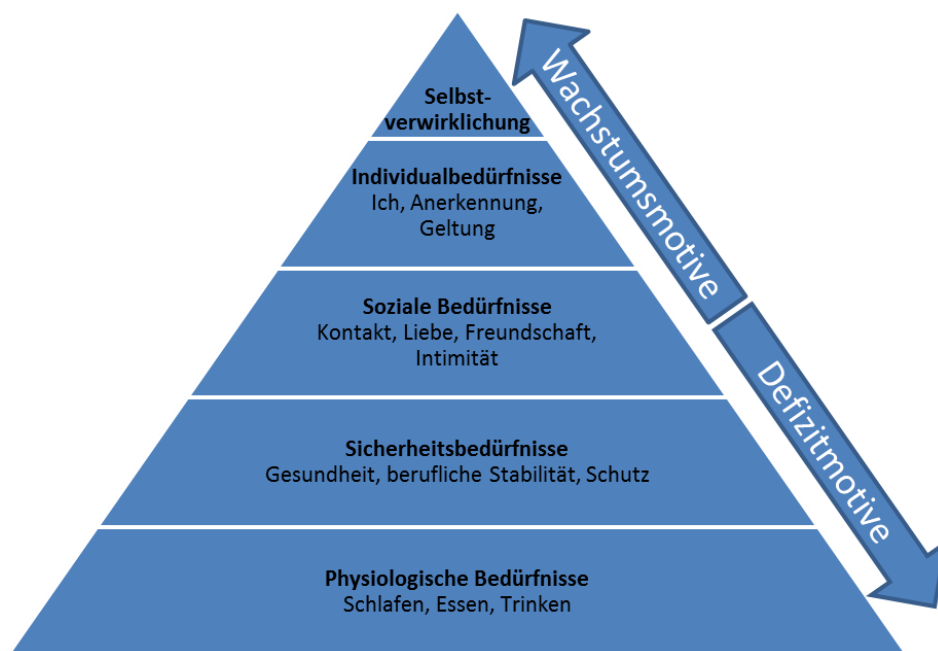 Selbst-
verwirklichung
Individualbedürfnisse
Ich, Anerkennung,
Geltung
Soziale Bedürfnisse
Kontakt, Liebe, Freundschaft,
Intimität
Sicherheitsbedürfnisse
Gesundheit, berufliche Stabilität, Schutz
Physiologische Bedürfnisse
Schlafen, Essen, Trinken
Wachstumsmotive
Defizitmotive